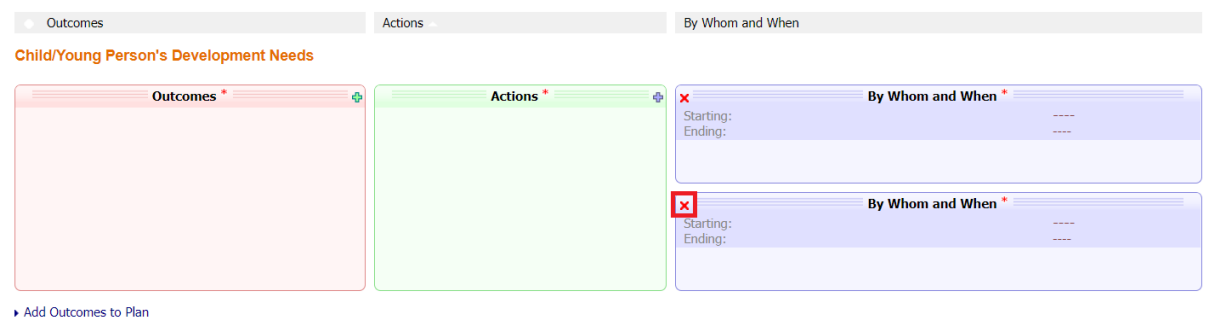 Outcomes Actions By Whom and When
Child/Young Person's Development Needs
Outcomes * Actions * By Whom and When *
Starting: ----
Ending: ----
By Whom and When *
Starting: ----
Ending: ----
Add Outcomes to Plan